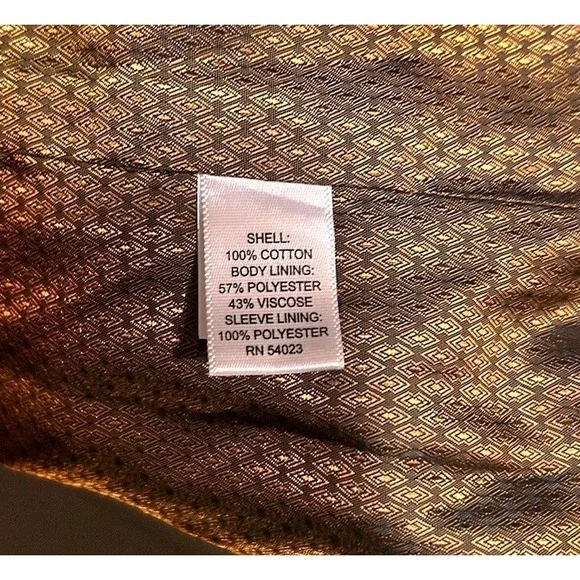 SHELL:
100% COTTON
BODY LINING:
57% POLYESTER
43% VISCOSE
SLEEVE LINING:
100% POLYESTER
RN 54023